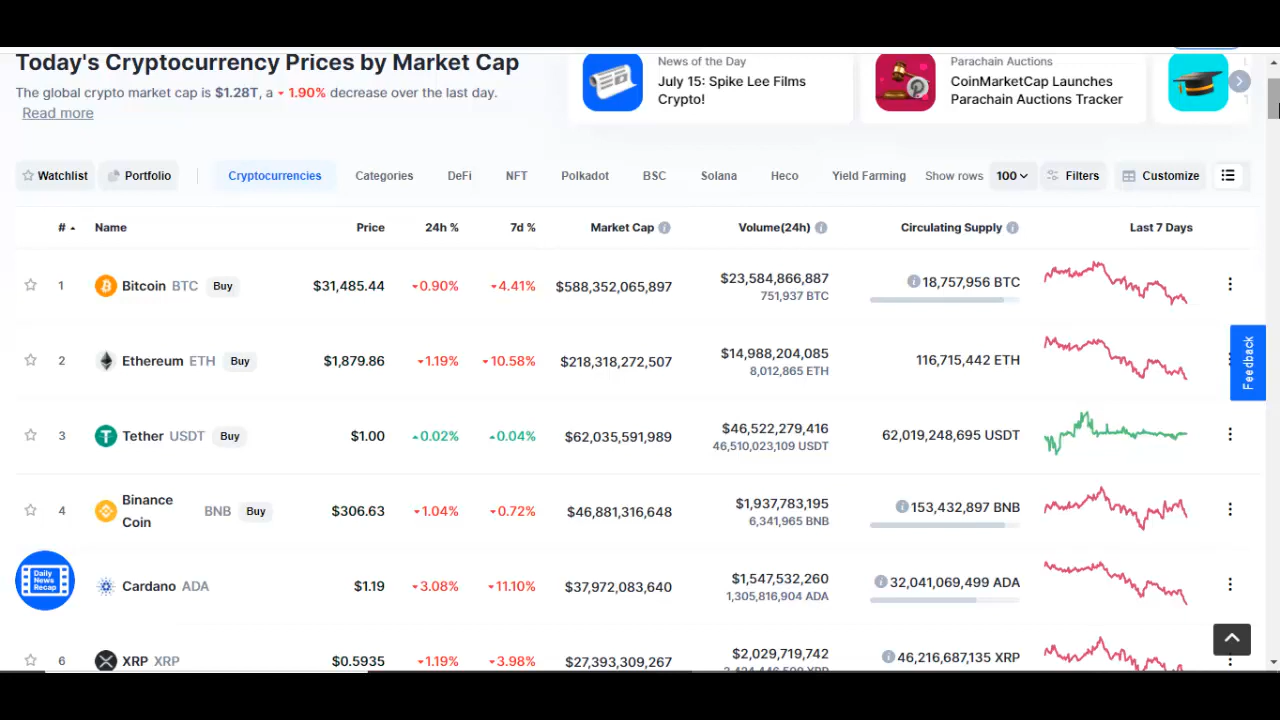 Today's Cryptocurrency Prices by Market Cap
The global crypto market cap is $1.28T, a 1.90% decrease over the last day.
Read more
News of the Day
July 15: Spike Lee Films
Crypto!
Parachain Auctions
CoinMarketCap Launches
Parachain Auctions Tracker
Watchlist Portfolio Cryptocurrencies Categories DeFi NFT Polkadot BSC Solana Heco Yield Farming Show rows 100 Filters Customize
# Name Price 24h % 7d % Market Cap Volume(24h) Circulating Supply Last 7 Days
1 Bitcoin BTC Buy $31,485.44 0.90% 4.41% $588,352,065,897 $23,584,866,887 18,757,956 BTC
751,937 BTC
2 Ethereum ETH Buy $1,879.86 1.19% 10.58% $218,318,272,507 $14,988,204,085 116,715,442 ETH
8,012,865 ETH
Feedback
3 Tether USDT Buy $1.00 0.02% 0.04% $62,035,591,989 $46,522,279,416 62,019,248,695 USDT
46,510,023,109 USDT
4 Binance Coin BNB Buy $306.63 1.04% 0.72% $46,881,316,648 $1,937,783,195 153,432,897 BNB
6,341,965 BNB
Daily
News
Recap
Cardano ADA $1.19 3.08% 11.10% $37,972,083,640 $1,547,532,260 32,041,069,499 ADA
1,305,816,904 ADA
6 XRP XRP $0.5935 1.19% 3.98% $27,393,309,267 $2,029,719,742 46,216,687,135 XRP